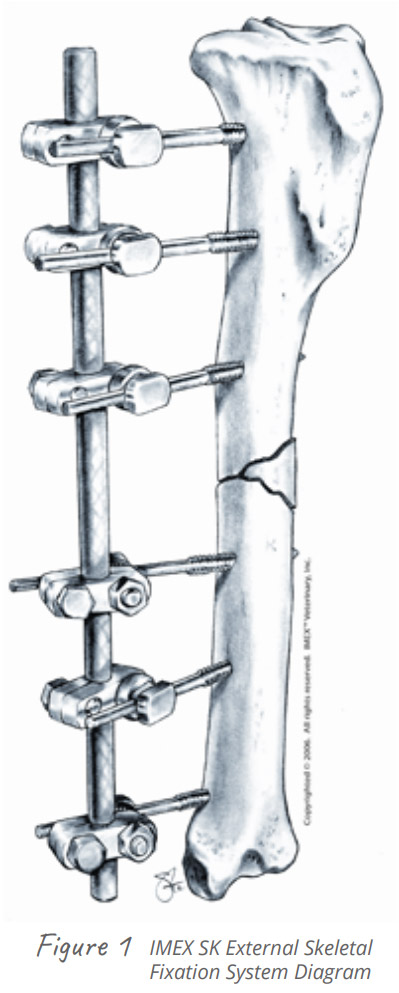 Copyrighted © 2006. All rights reserved. IMEX™ Veterinary, Inc.
Figure 1 IMEX SK External Skeletal
Fixation System Diagram